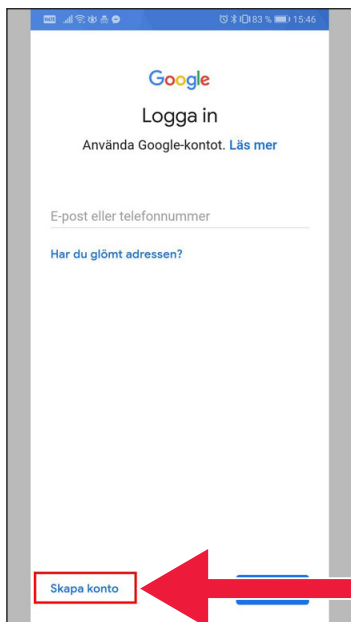 83 % 15:46
Google
Logga in
Använda Google-kontot. Läs mer
E-post eller telefonnummer
Har du glömt adressen?
Skapa konto